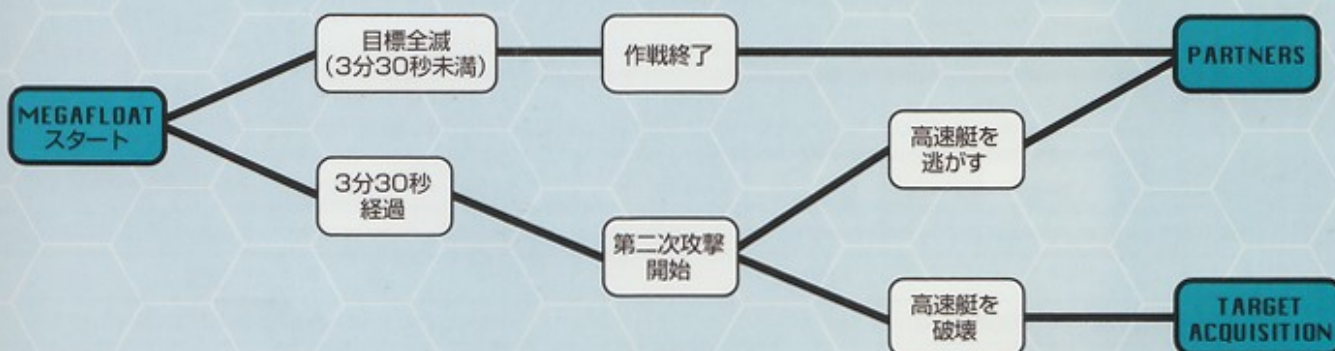 MEGAFLOAT
スタート
目標全滅
(3分30秒未満)
作戦終了
PARTNERS
3分30秒
経過
第二次攻撃
開始
高速艇を
逃がす
高速艇を
破壊
TARGET
ACQUISITION